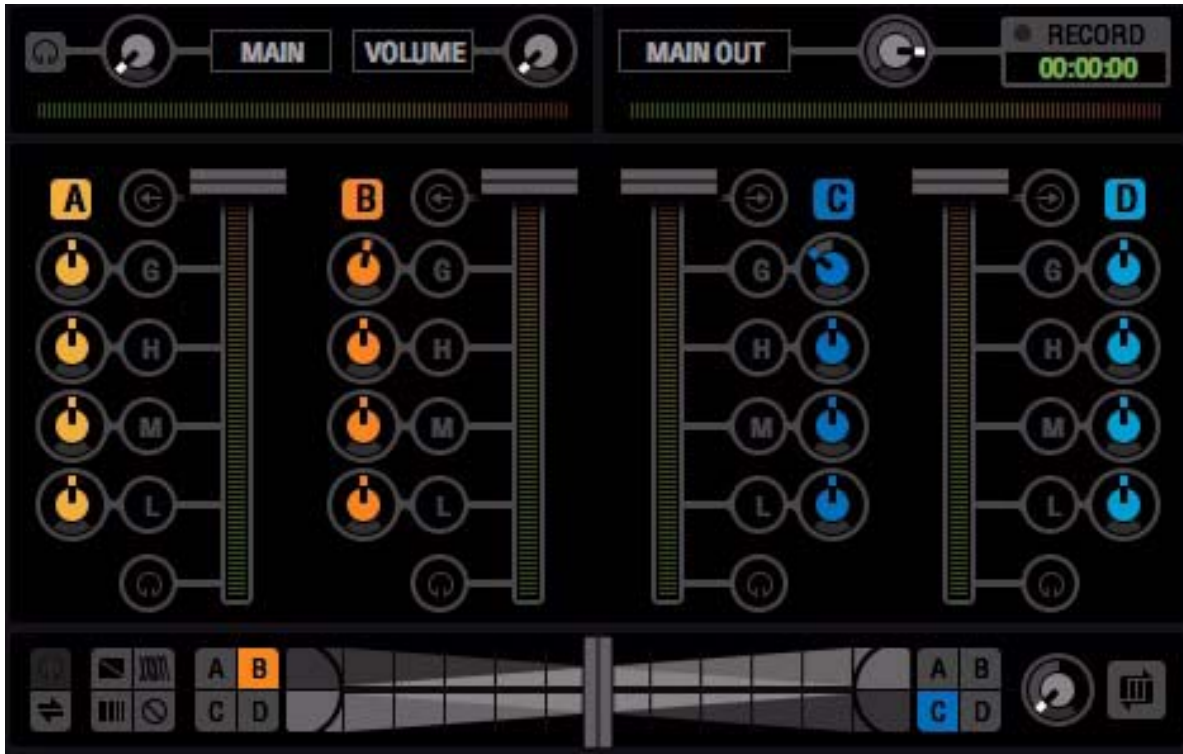 MAIN VOLUME MAIN OUT RECORD
00:00:00
A B C D
G G G G
H H H H
M M M M
L L L L
A B A B
C D C D